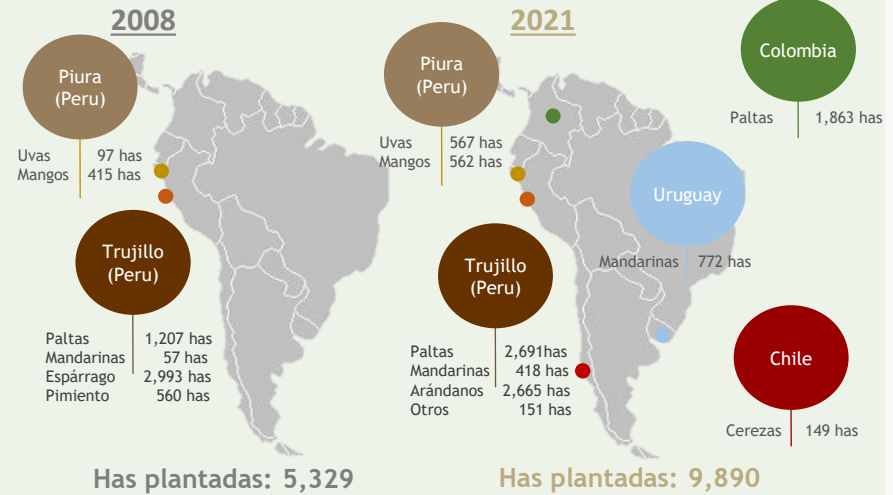 2008
Piura
(Peru)
Uvas 97 has
Mangos 415 has
Trujillo
(Peru)
Paltas 1,207 has
Mandarinas 57 has
Espárrago 2,993 has
Pimiento 560 has
Has plantadas: 5,329
2021
Piura
(Peru)
Uvas 567 has
Mangos 562 has
Trujillo
(Peru)
Paltas 2,691has
Mandarinas 418 has
Arándanos 2,665 has
Otros 151 has
Colombia
Paltas 1,863 has
Uruguay
Mandarinas 772 has
Chile
Cerezas 149 has
Has plantadas: 9,890